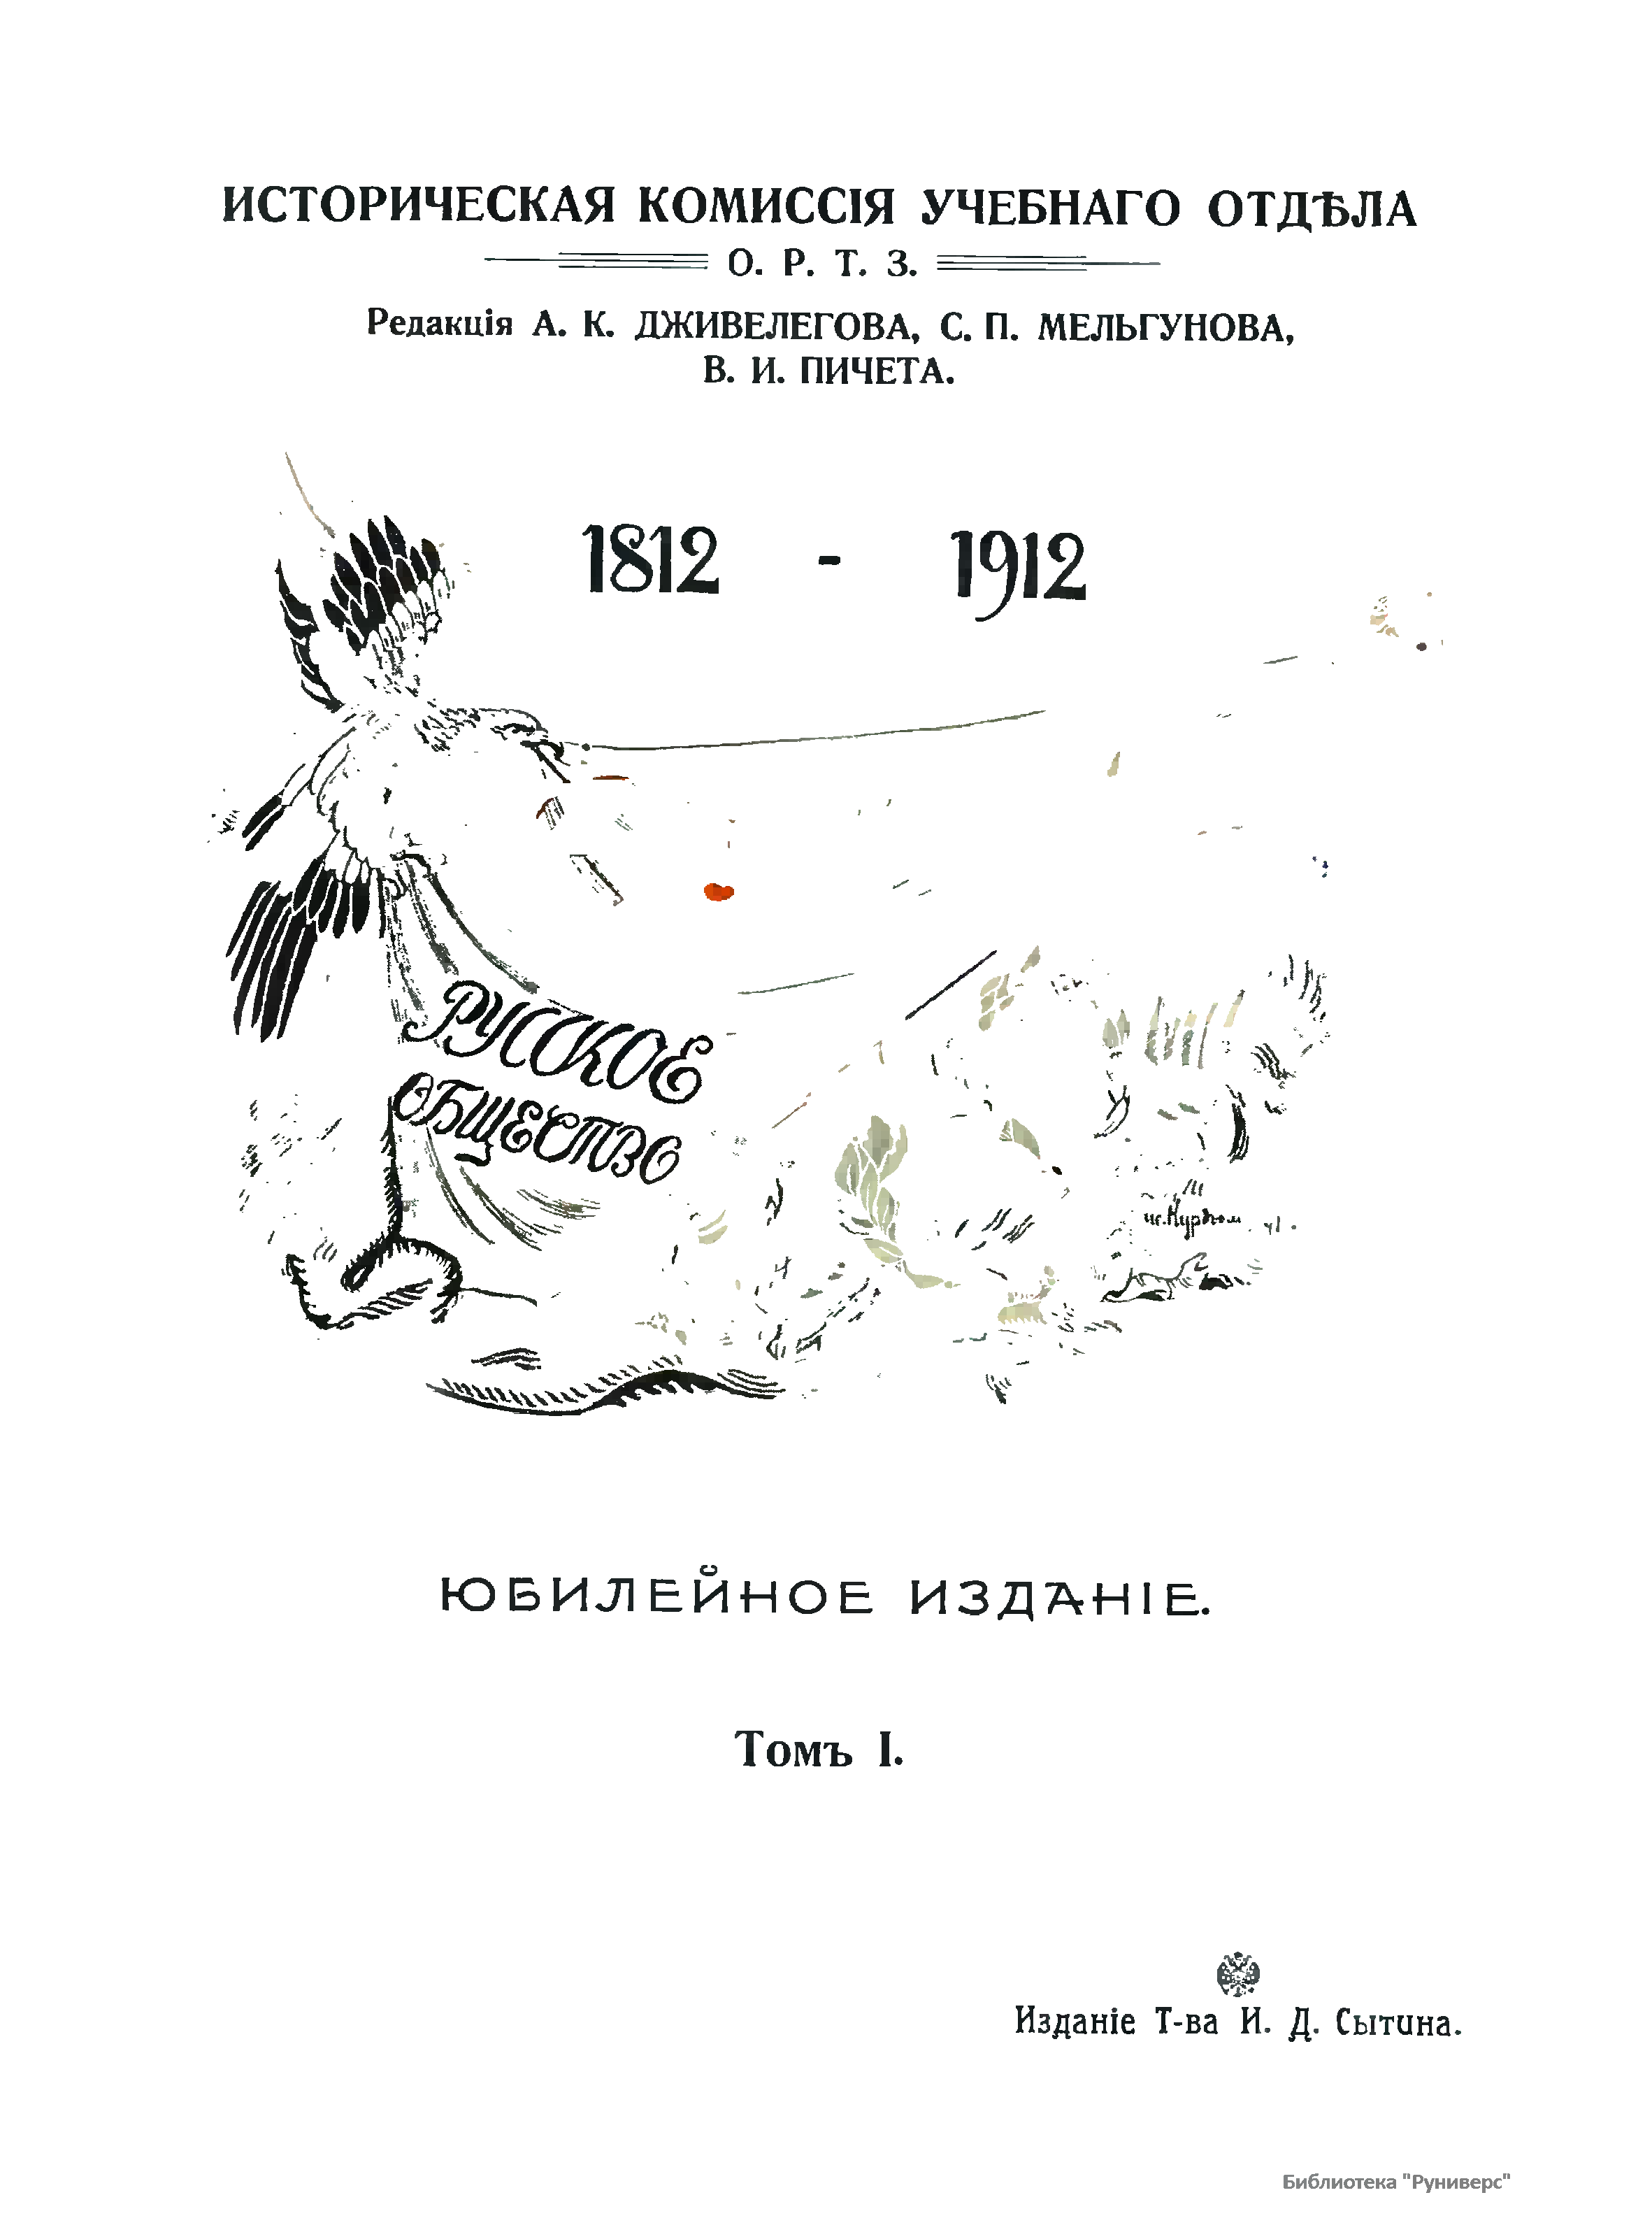 ИСТОРИЧЕСКАЯ КОМИССІЯ УЧЕБНАГО ОТДѢЛА
О. Р. Т. З.
Редакція А. К. ДЖИВЕЛЕГОВА, С. П. МЕЛЬГУНОВА,
В. И. ПИЧЕТА.
1812 - 1912
РУССКОЕ
ОБЩЕСТВО
ЮБИЛЕЙНОЕ ИЗДАНІЕ.
Томъ I.
Изданіе Т-ва И. Д. Сытина.
Библиотека "Руниверс"